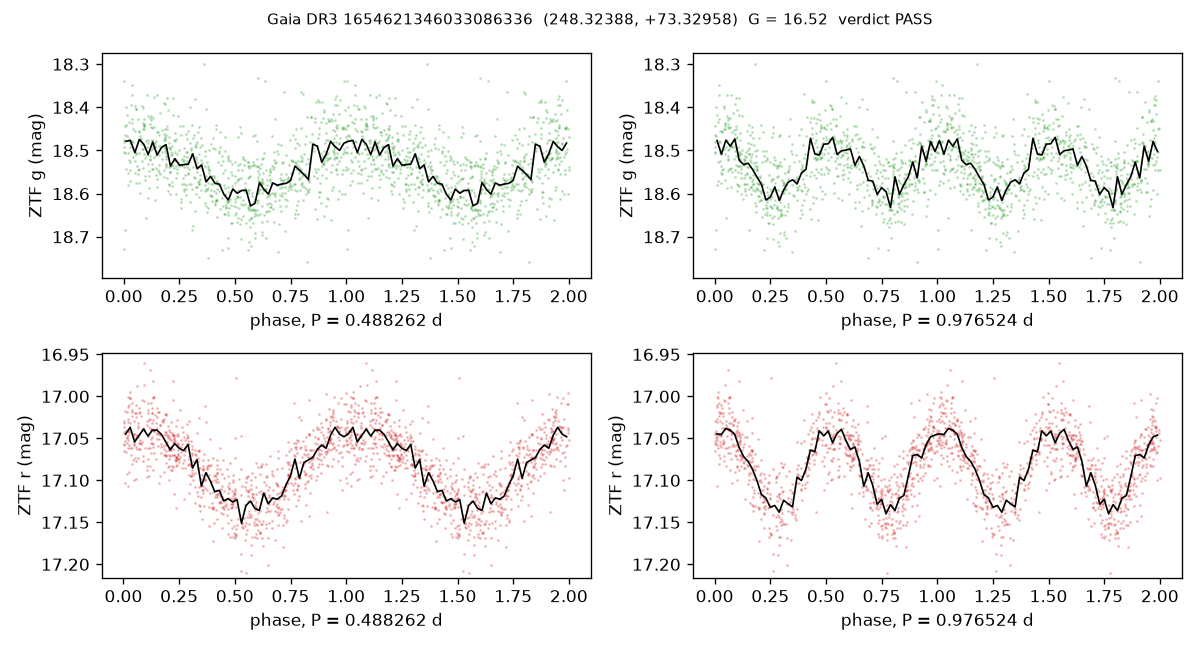 Gaia DR3 1654621346033086336  (248.32388, +73.32958)  G = 16.52  verdict PASS
18.3
18.4
18.5
18.6
18.7
ZTF g (mag)
0.00 0.25 0.50 0.75 1.00 1.25 1.50 1.75 2.00
phase, P = 0.488262 d
18.3
18.4
18.5
18.6
18.7
ZTF g (mag)
0.00 0.25 0.50 0.75 1.00 1.25 1.50 1.75 2.00
phase, P = 0.976524 d
16.95
17.00
17.05
17.10
17.15
17.20
ZTF r (mag)
0.00 0.25 0.50 0.75 1.00 1.25 1.50 1.75 2.00
phase, P = 0.488262 d
16.95
17.00
17.05
17.10
17.15
17.20
ZTF r (mag)
0.00 0.25 0.50 0.75 1.00 1.25 1.50 1.75 2.00
phase, P = 0.976524 d